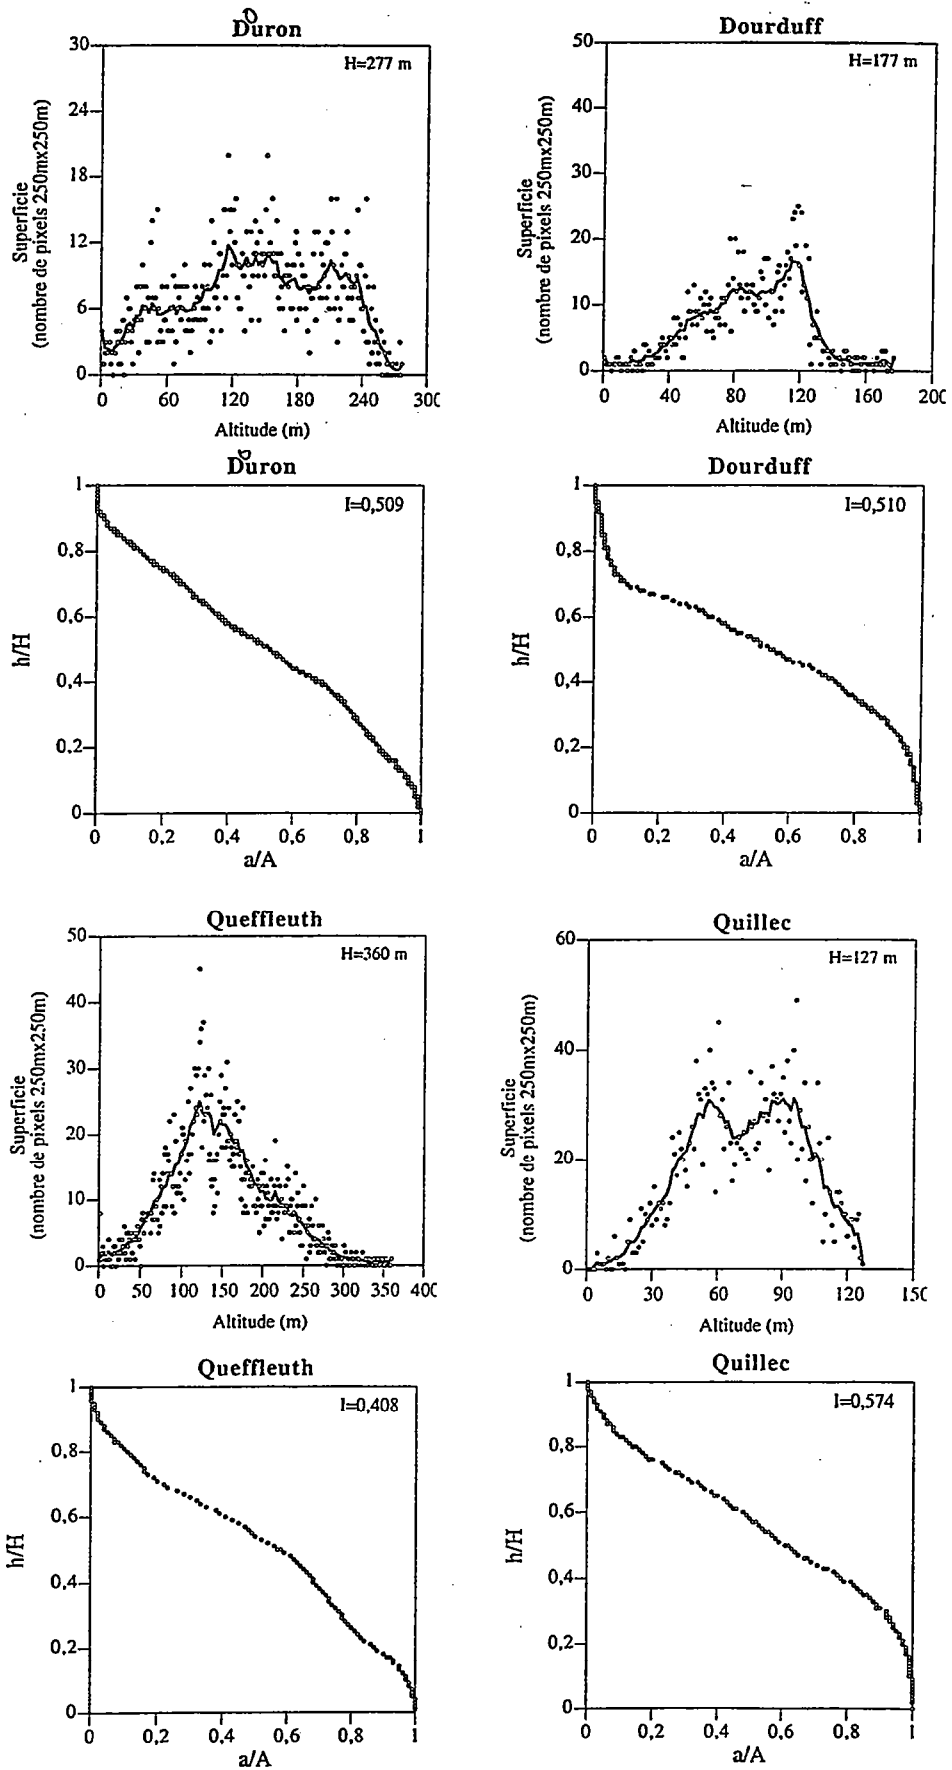 Duron
O
30
24
18
12
6
0
Superficie
(nombre de pixels 250mx250m)
H=277 m
0 60 120 180 240 300
Altitude (m)
Dourduff
50
40
30
20
10
0
Superficie
(nombre de pixels 250mx250m)
H=177 m
0 40 80 120 160 200
Altitude (m)
Duron
O
1
0,8
0,6
0,4
0,2
0
h/H
I=0,509
0 0,2 0,4 0,6 0,8 1
a/A
Dourduff
1
0,8
0,6
0,4
0,2
0
h/H
I=0,510
0 0,2 0,4 0,6 0,8 1
a/A
Queffleuth
50
40
30
20
10
0
Superficie
(nombre de pixels 250mx250m)
H=360 m
0 50 100 150 200 250 300 350 400
Altitude (m)
Quillec
60
40
20
0
Superficie
(nombre de pixels 250mx250m)
H=127 m
0 30 60 90 120 150
Altitude (m)
Queffleuth
1
0,8
0,6
0,4
0,2
0
h/H
I=0,408
0 0,2 0,4 0,6 0,8 1
a/A
Quillec
1
0,8
0,6
0,4
0,2
0
h/H
I=0,574
0 0,2 0,4 0,6 0,8 1
a/A